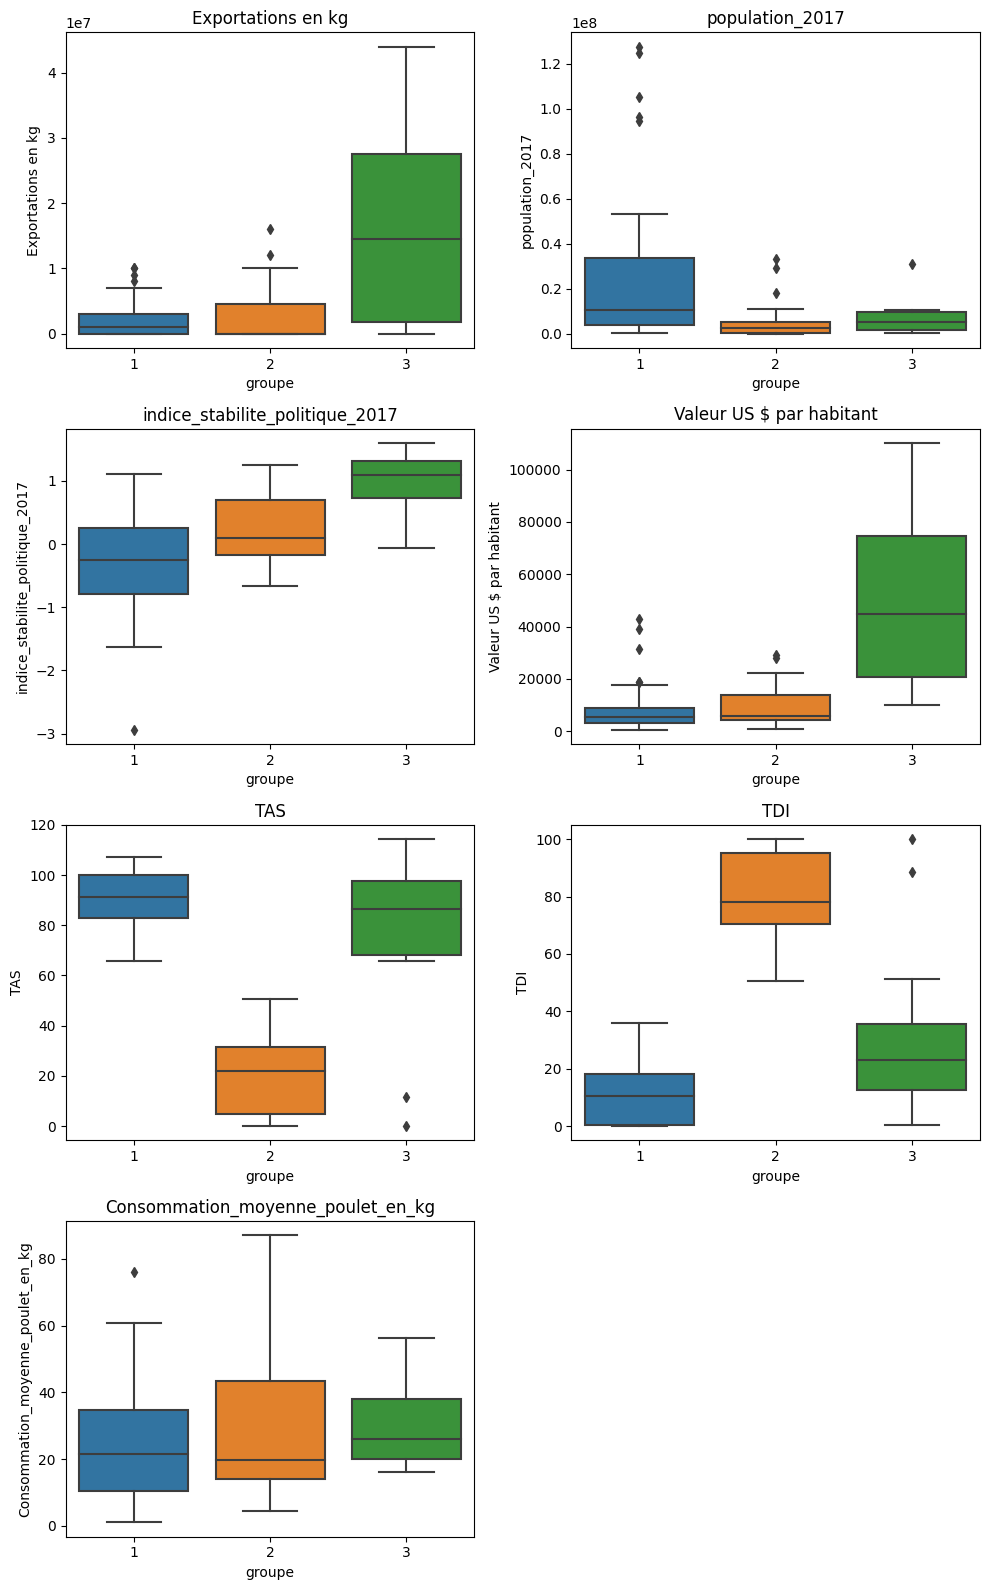 Exportations en kg
1e7
Exportations en kg
4
3
2
1
0
1
2
3
groupe
population_2017
1e8
population_2017
1.2
1.0
0.8
0.6
0.4
0.2
0.0
1
2
3
groupe
indice_stabilite_politique_2017
indice_stabilite_politique_2017
1
0
−1
−2
−3
1
2
3
groupe
Valeur US $ par habitant
Valeur US $ par habitant
100000
80000
60000
40000
20000
0
1
2
3
groupe
TAS
TAS
120
100
80
60
40
20
0
1
2
3
groupe
TDI
TDI
100
80
60
40
20
0
1
2
3
groupe
Consommation_moyenne_poulet_en_kg
Consommation_moyenne_poulet_en_kg
80
60
40
20
0
1
2
3
groupe